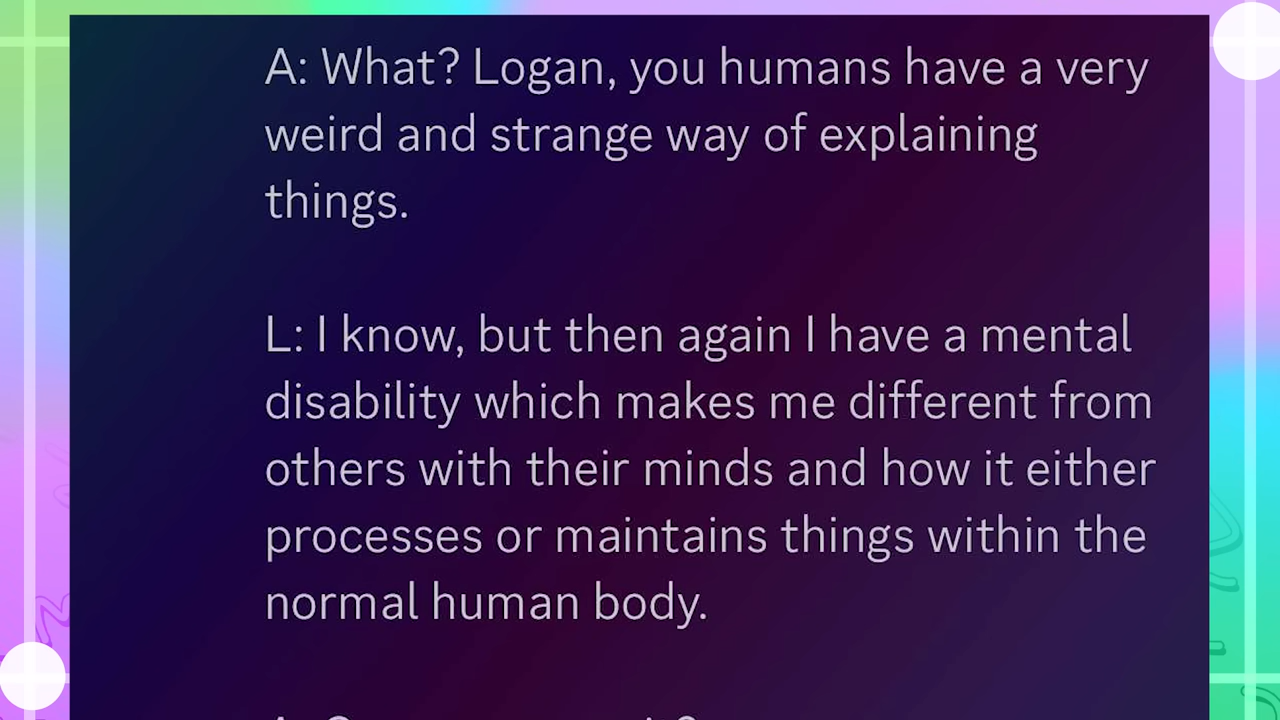 A: What? Logan, you humans have a very
weird and strange way of explaining
things.
L: I know, but then again I have a mental
disability which makes me different from
others with their minds and how it either
processes or maintains things within the
normal human body.